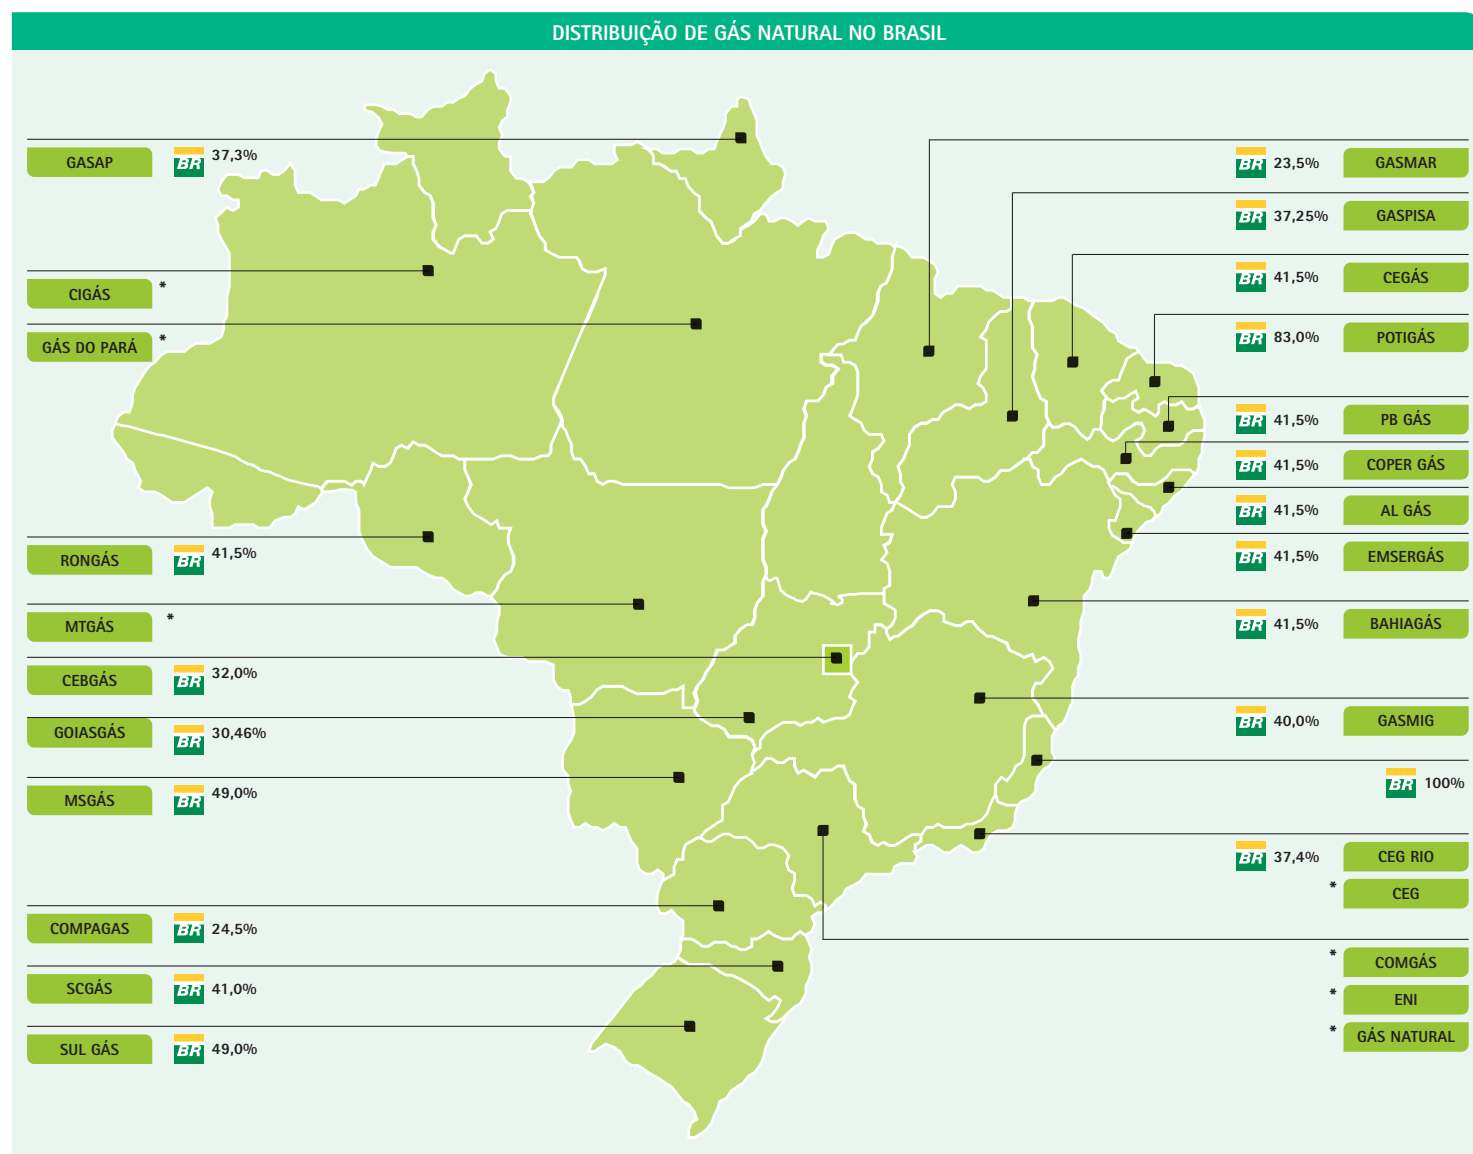 DISTRIBUIÇÃO DE GÁS NATURAL NO BRASIL
GASAP BR 37,3%
CIGÁS *
GÁS DO PARÁ *
RONGÁS BR 41,5%
MTGÁS *
CEBGÁS BR 32,0%
GOIASGÁS BR 30,46%
MSGÁS BR 49,0%
COMPAGAS BR 24,5%
SCGÁS BR 41,0%
SUL GÁS BR 49,0%
BR 23,5% GASMAR
BR 37,25% GASPISA
BR 41,5% CEGÁS
BR 83,0% POTIGÁS
BR 41,5% PB GÁS
BR 41,5% COPER GÁS
BR 41,5% AL GÁS
BR 41,5% EMSERGÁS
BR 41,5% BAHIAGÁS
BR 40,0% GASMIG
BR 100%
BR 37,4% CEG RIO
* CEG
* COMGÁS
* ENI
* GÁS NATURAL